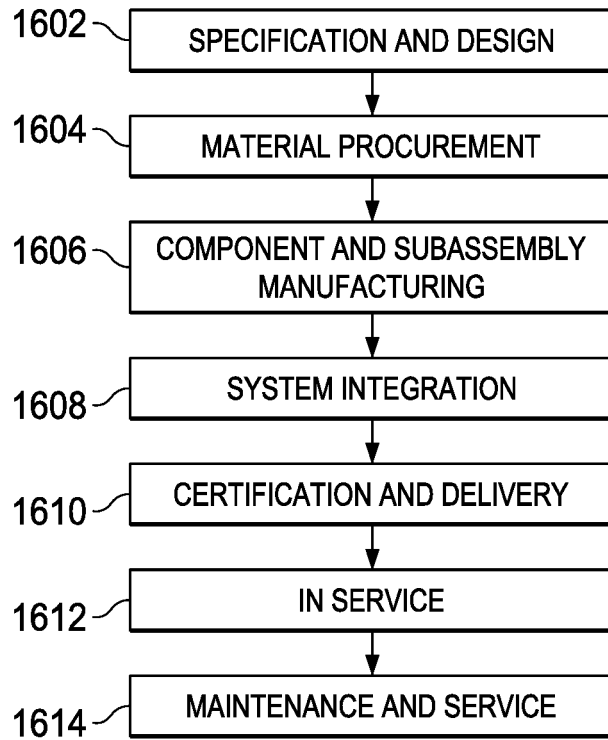 1602
SPECIFICATION AND DESIGN
1604
MATERIAL PROCUREMENT
1606
COMPONENT AND SUBASSEMBLY
MANUFACTURING
1608
SYSTEM INTEGRATION
1610
CERTIFICATION AND DELIVERY
1612
IN SERVICE
1614
MAINTENANCE AND SERVICE